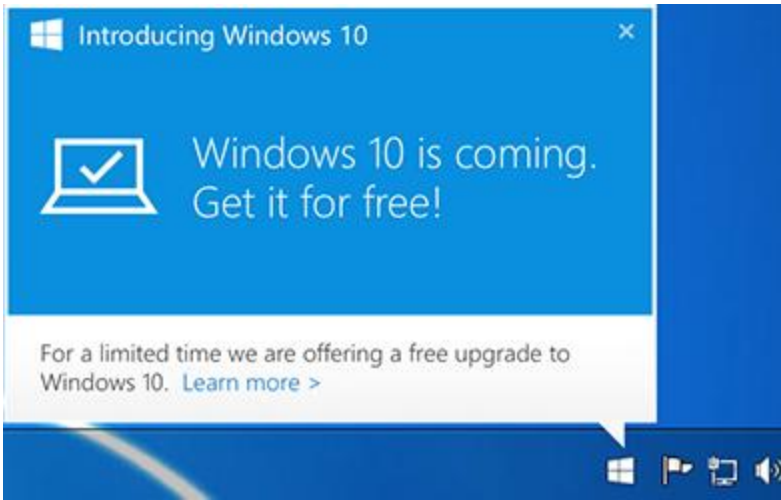 Introducing Windows 10
Windows 10 is coming.
Get it for free!
For a limited time we are offering a free upgrade to
Windows 10. Learn more >